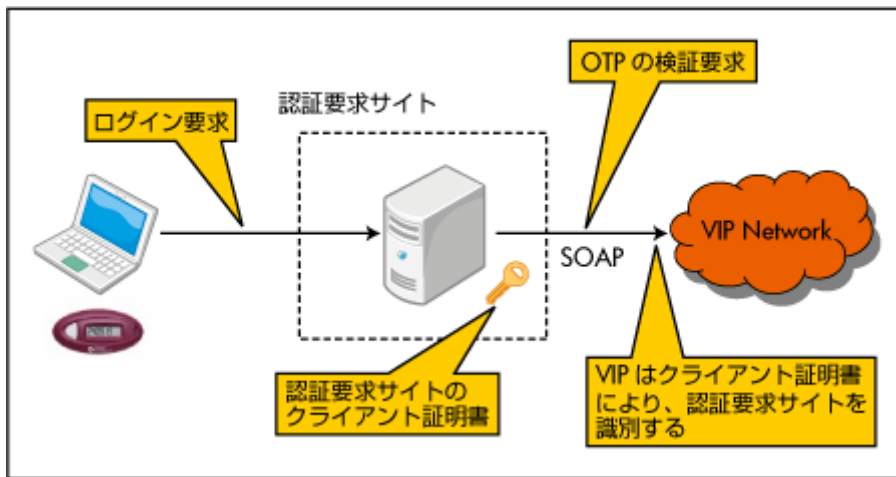 OTP の検証要求
認証要求サイト
ログイン要求
VIP Network
SOAP
認証要求サイトの
クライアント証明書
VIP はクライアント証明書
により、認証要求サイトを
識別する